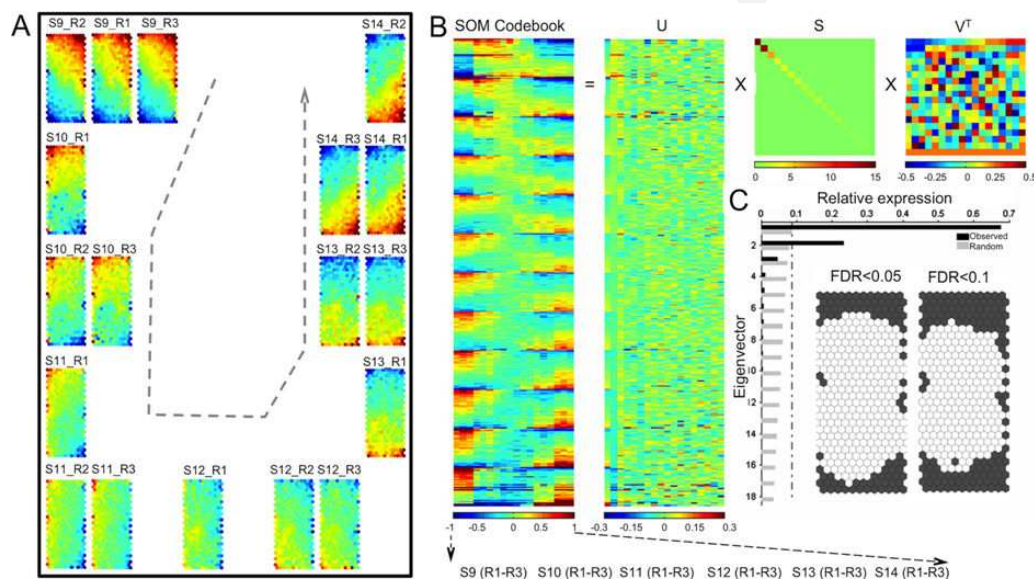 A
S9_R2 S9_R1 S9_R3
S14_R2
S10_R1
S14_R3 S14_R1
S10_R2 S10_R3
S13_R2 S13_R3
S11_R1
S13_R1
S11_R2 S11_R3
S12_R1
S12_R2 S12_R3
B
SOM Codebook
U
S
Vᵀ
=
X
X
-1 -0.5 0 0.5 1
-0.3 -0.15 0 0.15 0.3
0 5 10 15
-0.5 -0.25 0 0.25 0.5
S9 (R1-R3) S10 (R1-R3) S11 (R1-R3) S12 (R1-R3) S13 (R1-R3) S14 (R1-R3)
C
Relative expression
0 0.1 0.2 0.3 0.4 0.5 0.6 0.7
Observed
Random
Eigenvector
2
4
6
8
10
12
14
16
18
FDR<0.05
FDR<0.1